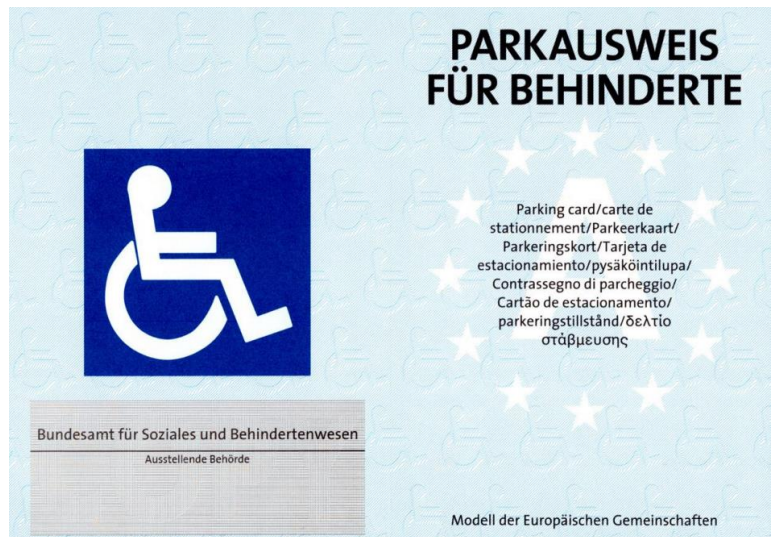 PARKAUSWEIS
FÜR BEHINDERTE
Parking card/carte de
stationnement/Parkeerkaart/
Parkeringskort/Tarjeta de
estacionamiento/pysäköintilupa/
Contrassegno di parcheggio/
Cartão de estacionamento/
parkeringstillstånd/δελτίο
στάβμευσης
A
Modell der Europäischen Gemeinschaften
Bundesamt für Soziales und Behindertenwesen
Ausstellende Behörde